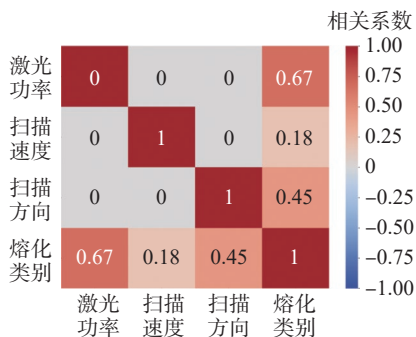 相关系数
激光
功率
0 0 0 0.67
1.00
0.75
0.50
0.25
0
−0.25
−0.50
−0.75
−1.00
扫描
速度
0 1 0 0.18
扫描
方向
0 0 1 0.45
熔化
类别
0.67 0.18 0.45 1
激光 扫描 扫描 熔化
功率 速度 方向 类别